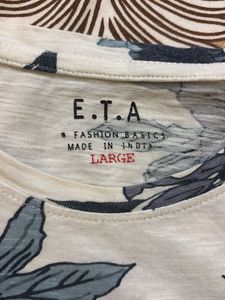 E.T.A
# FASHION BASICS
MADE IN INDIA
LARGE